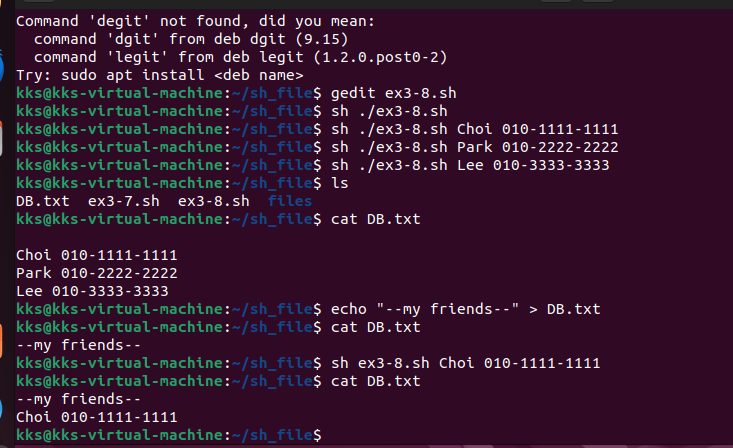 Command 'degit' not found, did you mean:
  command 'dgit' from deb dgit (9.15)
  command 'legit' from deb legit (1.2.0.post0-2)
Try: sudo apt install <deb name>
kks@kks-virtual-machine:~/sh_file$ gedit ex3-8.sh
kks@kks-virtual-machine:~/sh_file$ sh ./ex3-8.sh
kks@kks-virtual-machine:~/sh_file$ sh ./ex3-8.sh Choi 010-1111-1111
kks@kks-virtual-machine:~/sh_file$ sh ./ex3-8.sh Park 010-2222-2222
kks@kks-virtual-machine:~/sh_file$ sh ./ex3-8.sh Lee 010-3333-3333
kks@kks-virtual-machine:~/sh_file$ ls
DB.txt  ex3-7.sh  ex3-8.sh  files
kks@kks-virtual-machine:~/sh_file$ cat DB.txt

Choi 010-1111-1111
Park 010-2222-2222
Lee 010-3333-3333
kks@kks-virtual-machine:~/sh_file$ echo "--my friends--" > DB.txt
kks@kks-virtual-machine:~/sh_file$ cat DB.txt
--my friends--
kks@kks-virtual-machine:~/sh_file$ sh ex3-8.sh Choi 010-1111-1111
kks@kks-virtual-machine:~/sh_file$ cat DB.txt
--my friends--
Choi 010-1111-1111
kks@kks-virtual-machine:~/sh_file$